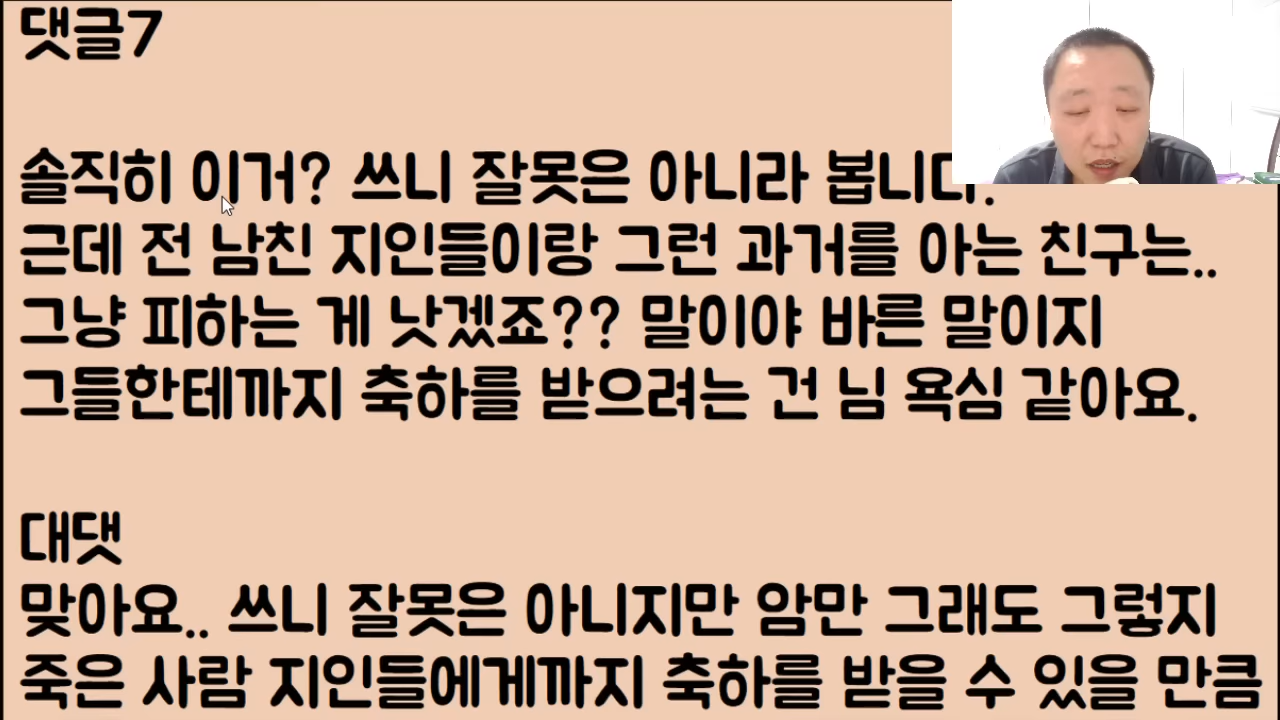 댓글7
솔직히 이거? 쓰니 잘못은 아니라 봅니다.
근데 전 남친 지인들이랑 그런 과거를 아는 친구는..
그냥 피하는 게 낫겠죠?? 말이야 바른 말이지
그들한테까지 축하를 받으려는 건 님 욕심 같아요.
대댓
맞아요.. 쓰니 잘못은 아니지만 암만 그래도 그렇지
죽은 사람 지인들에게까지 축하를 받을 수 있을 만큼